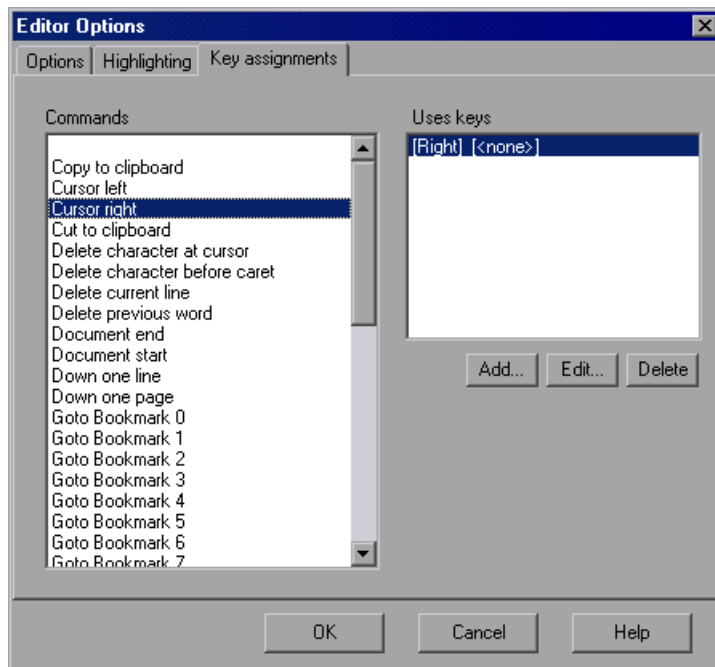 Editor Options
Options Highlighting Key assignments
Commands
Uses keys
Copy to clipboard
Cursor left
Cursor right
Cut to clipboard
Delete character at cursor
Delete character before caret
Delete current line
Delete previous word
Document end
Document start
Down one line
Down one page
Goto Bookmark 0
Goto Bookmark 1
Goto Bookmark 2
Goto Bookmark 3
Goto Bookmark 4
Goto Bookmark 5
Goto Bookmark 6
Goto Bookmark 7
[Right] [<none>]
Add... Edit... Delete
OK Cancel Help